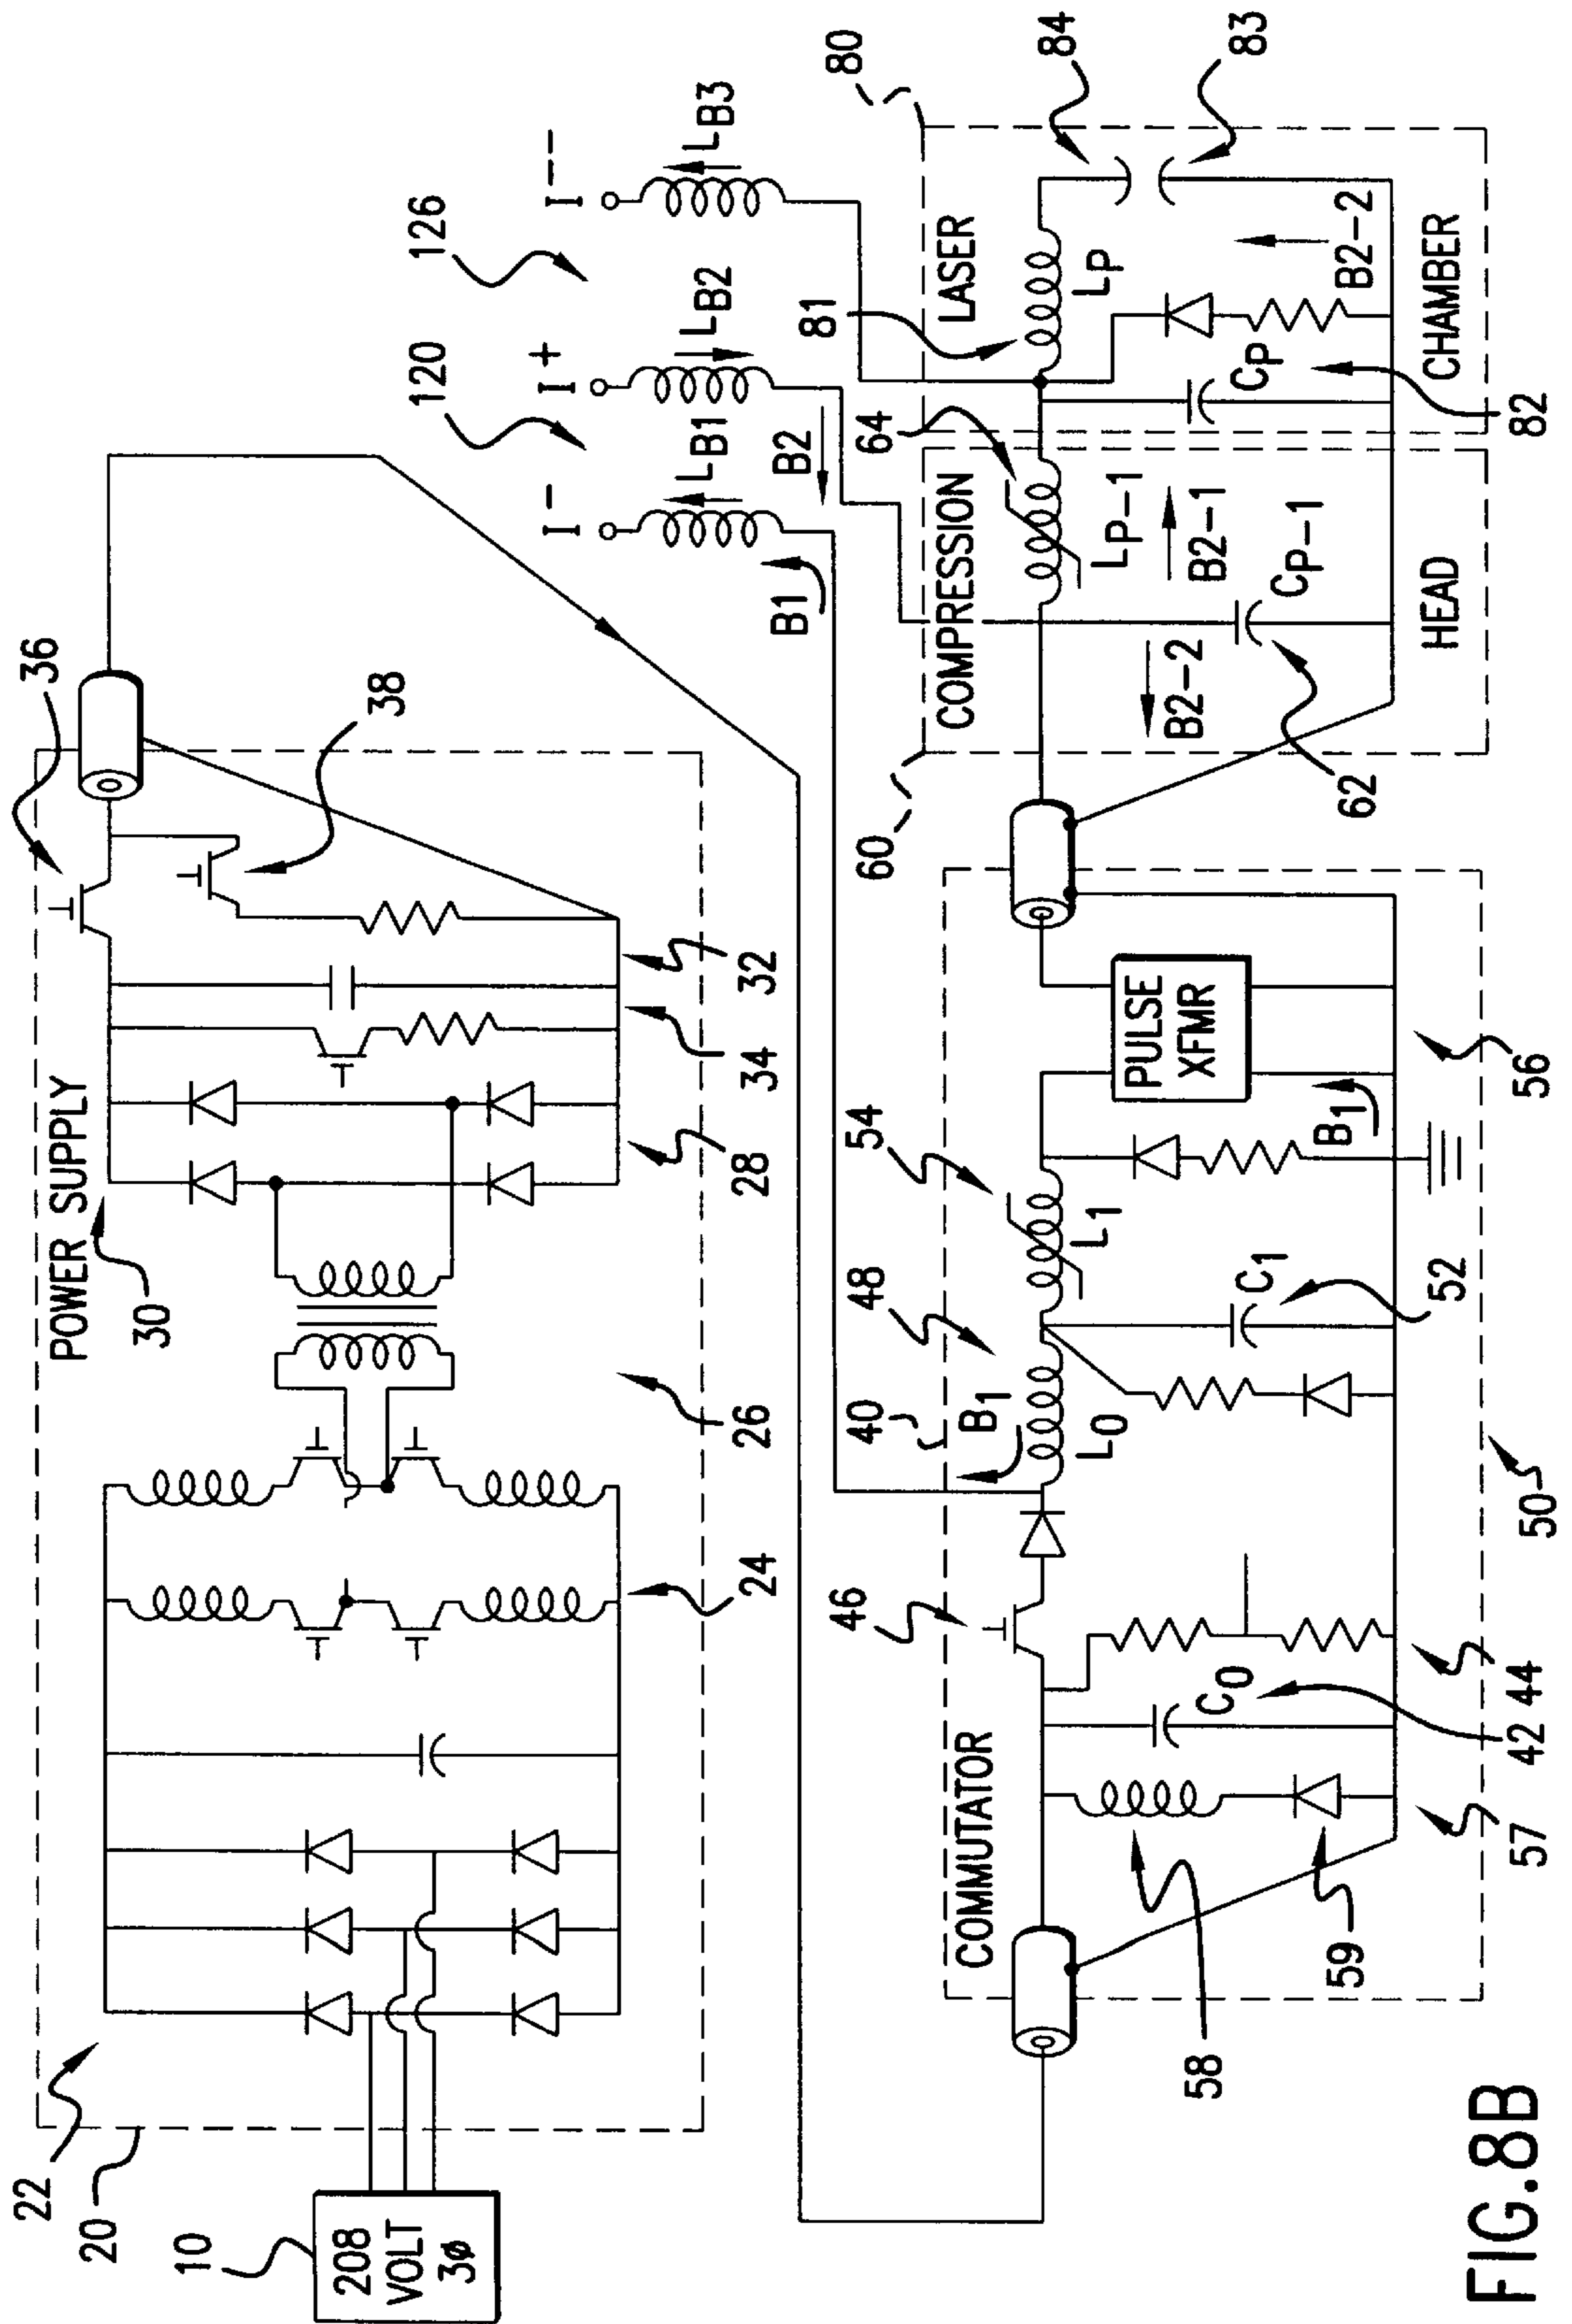 22
20
10
208
VOLT
3ø
POWER SUPPLY
30
24
26
28
34
32
36
38
120
126
I-
I+
I--
LB1
LB2
LB3
B1
B2
COMMUTATOR
46
40
B1
48
54
L0
L1
C0
C1
PULSE
XFMR
B1
58
59
57
42
44
50
52
56
60
COMPRESSION
HEAD
64
LP-1
B2-1
B2-2
CP-1
62
80
LASER
CHAMBER
81
LP
CP
B2-2
82
84
83
FIG.8B